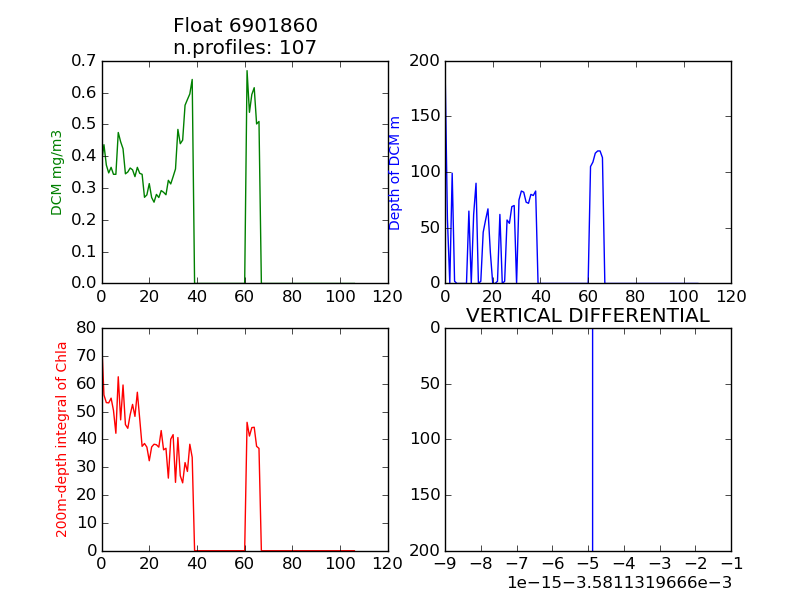 Float 6901860
n.profiles: 107
DCM mg/m3
0.7
0.6
0.5
0.4
0.3
0.2
0.1
0.0
0 20 40 60 80 100 120
Depth of DCM m
200
150
100
50
0
0 20 40 60 80 100 120
200m-depth integral of Chla
80
70
60
50
40
30
20
10
0
0 20 40 60 80 100 120
VERTICAL DIFFERENTIAL
0
50
100
150
200
−9 −8 −7 −6 −5 −4 −3 −2 −1
1e−15−3.5811319666e−3